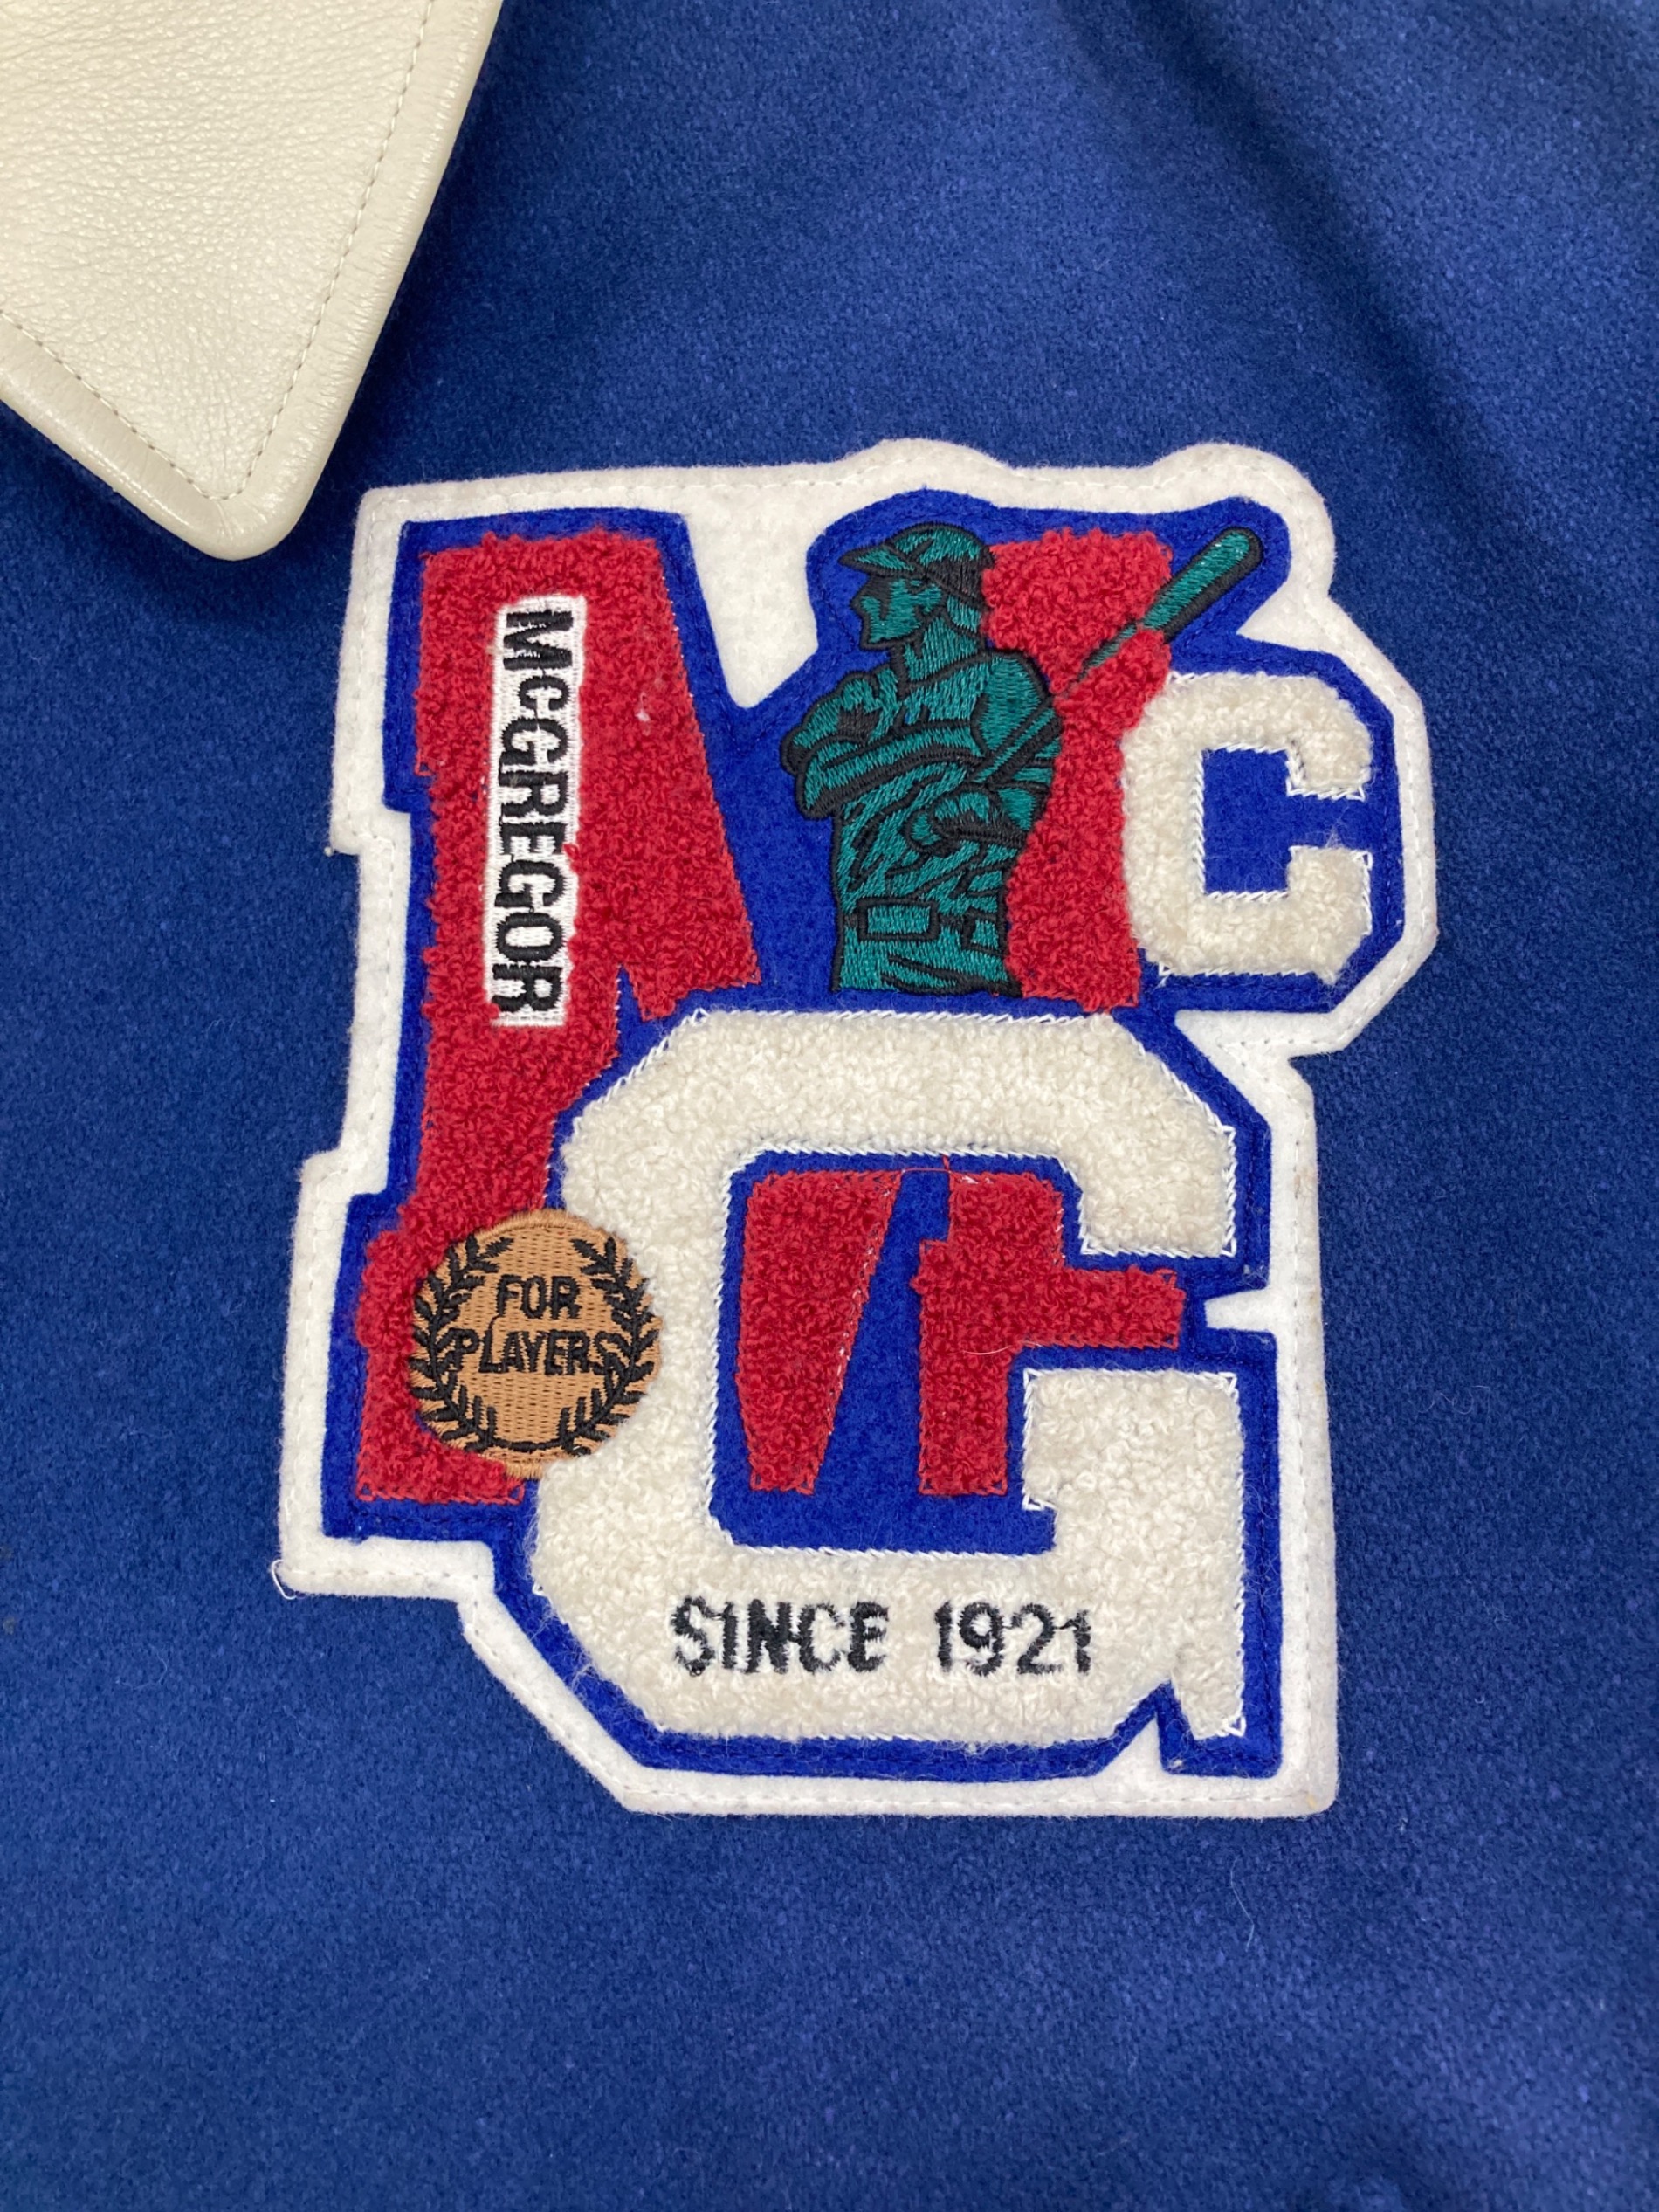 M
C
McGREGOR
G
FOR
PLAYERS
SINCE 1921